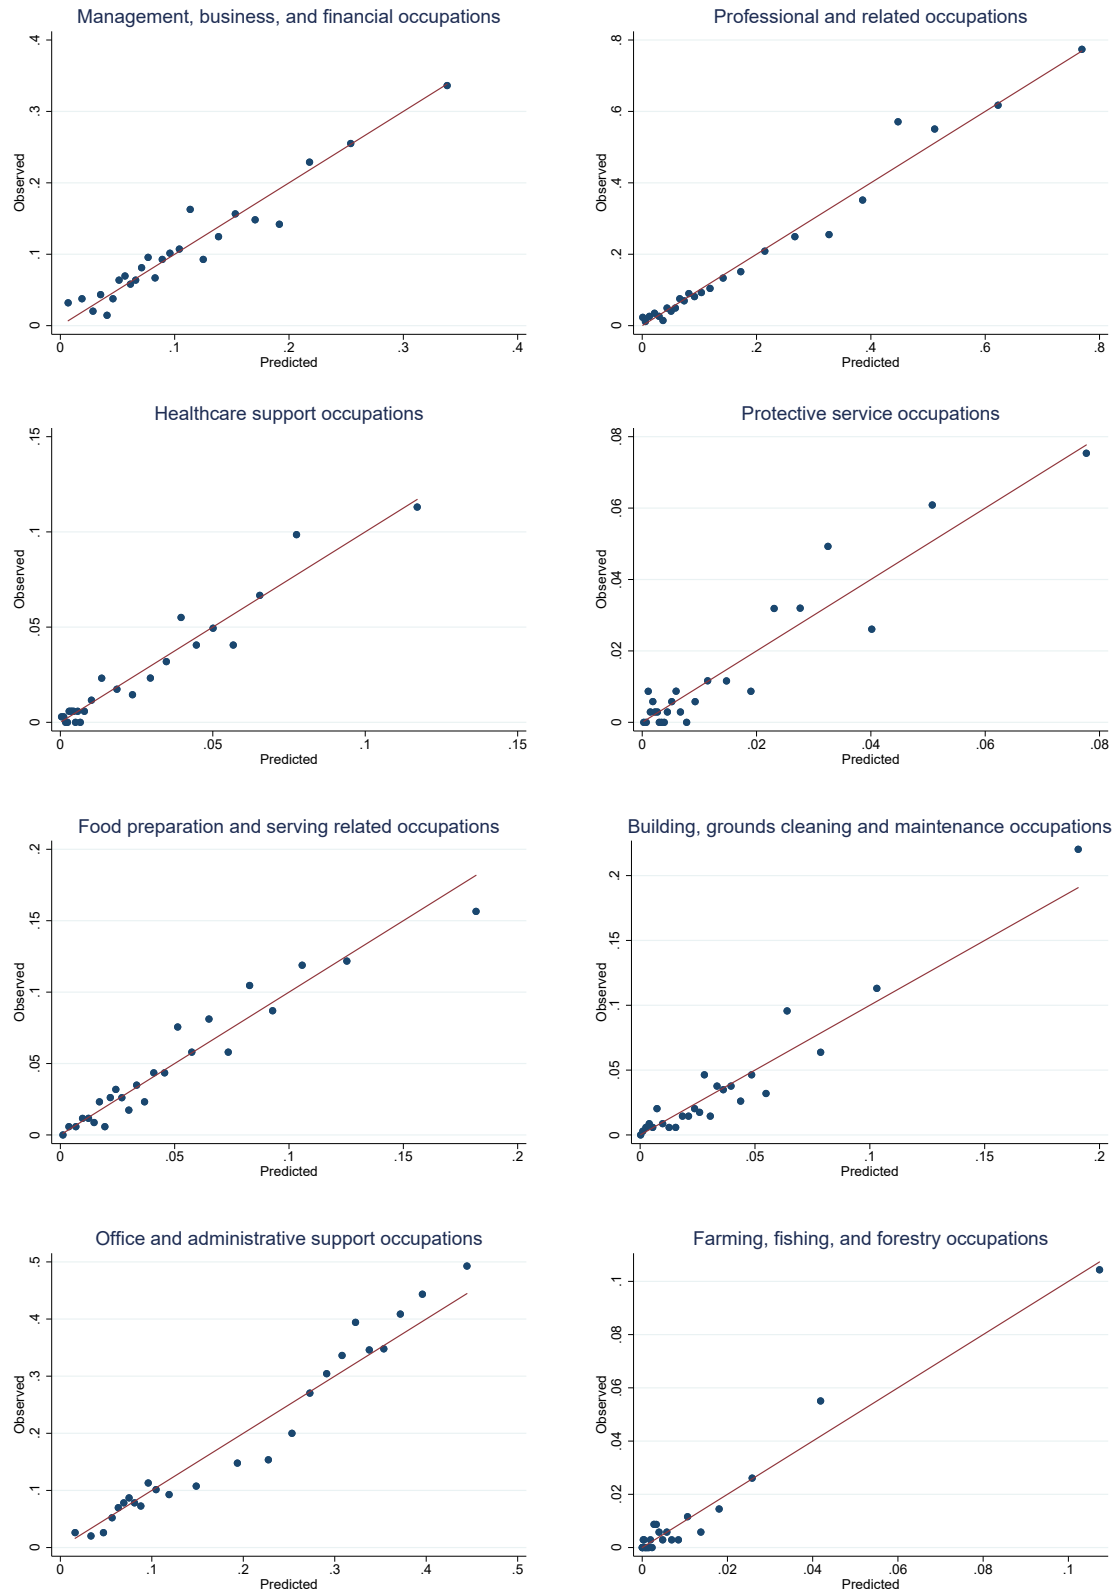 Management, business, and financial occupations
Observed
0 .1 .2 .3 .4
0 .1 .2 .3 .4
Predicted
Professional and related occupations
Observed
0 .2 .4 .6 .8
0 .2 .4 .6 .8
Predicted
Healthcare support occupations
Observed
0 .05 .1 .15
0 .05 .1 .15
Predicted
Protective service occupations
Observed
0 .02 .04 .06 .08
0 .02 .04 .06 .08
Predicted
Food preparation and serving related occupations
Observed
0 .05 .1 .15 .2
0 .05 .1 .15 .2
Predicted
Building, grounds cleaning and maintenance occupations
Observed
0 .05 .1 .15 .2
0 .05 .1 .15 .2
Predicted
Office and administrative support occupations
Observed
0 .1 .2 .3 .4 .5
0 .1 .2 .3 .4 .5
Predicted
Farming, fishing, and forestry occupations
Observed
0 .02 .04 .06 .08 .1
0 .02 .04 .06 .08 .1
Predicted